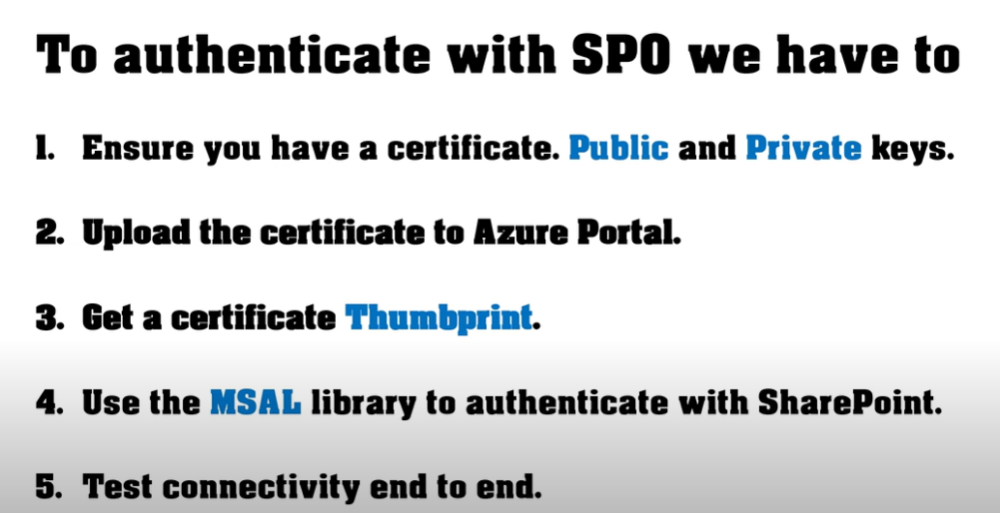 To authenticate with SPO we have to
1. Ensure you have a certificate. Public and Private keys.
2. Upload the certificate to Azure Portal.
3. Get a certificate Thumbprint.
4. Use the MSAL library to authenticate with SharePoint.
5. Test connectivity end to end.